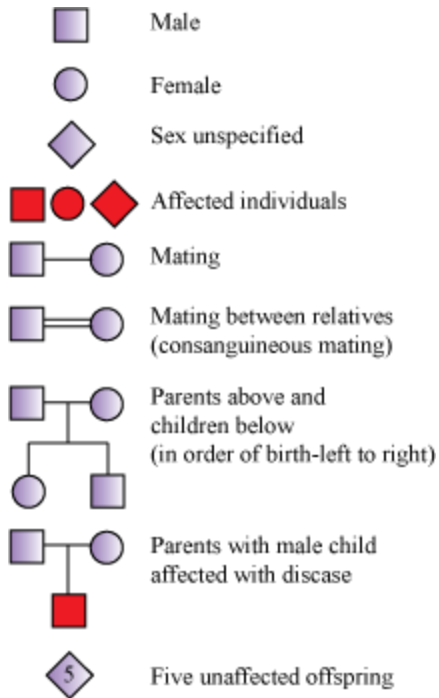 Male
Female
Sex unspecified
Affected individuals
Mating
Mating between relatives
(consanguineous mating)
Parents above and
children below
(in order of birth-left to right)
Parents with male child
affected with discase
5 Five unaffected offspring